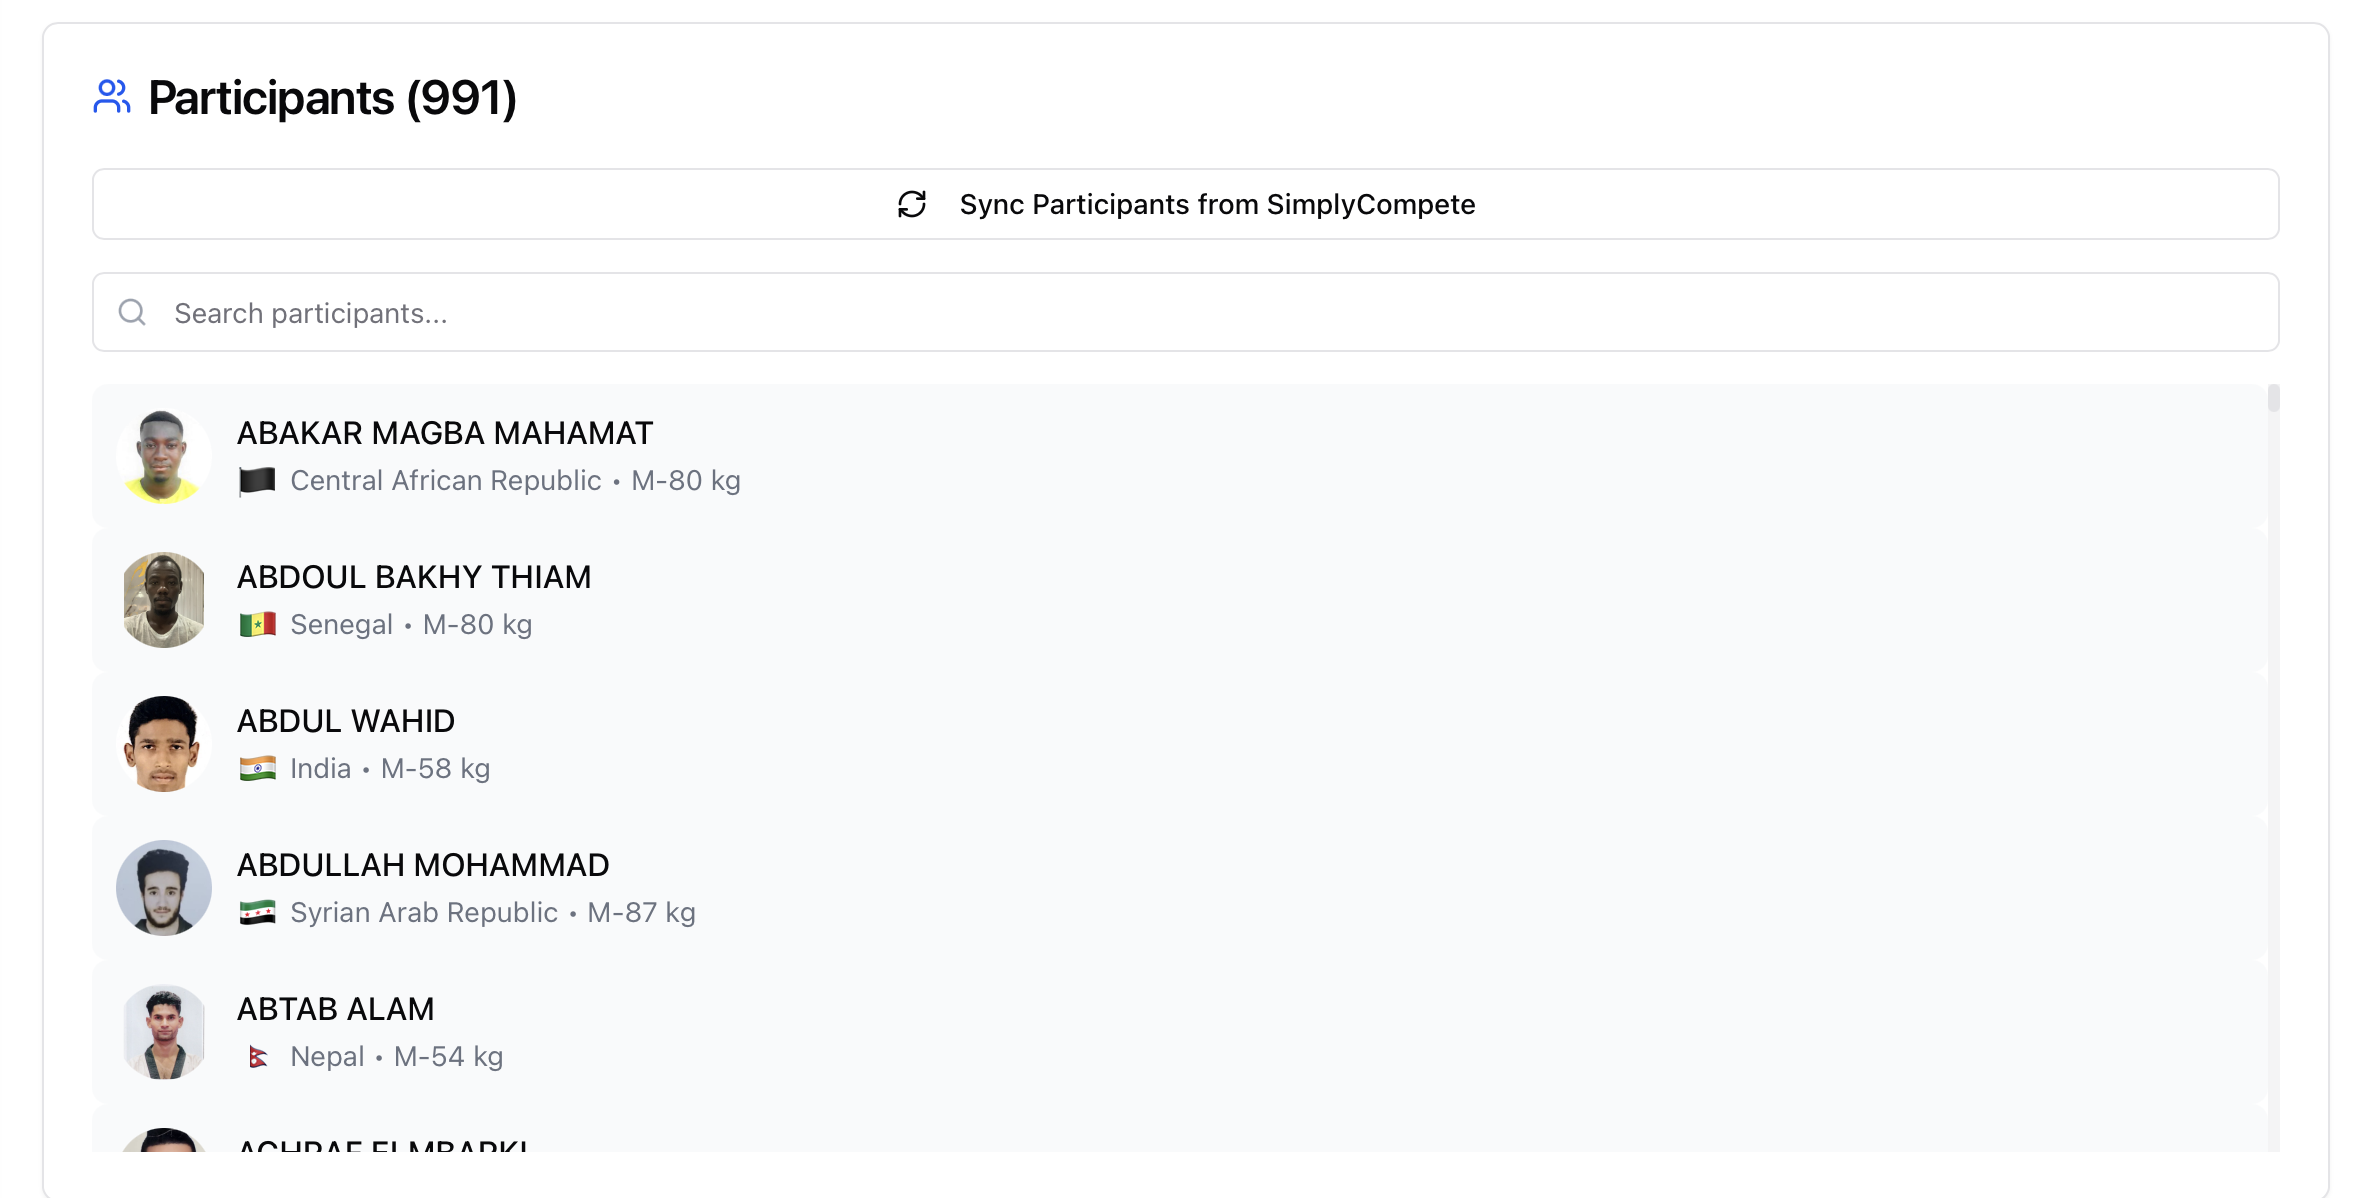 Participants (991)
Sync Participants from SimplyCompete
Search participants...
ABAKAR MAGBA MAHAMAT
Central African Republic • M-80 kg
ABDOUL BAKHY THIAM
Senegal • M-80 kg
ABDUL WAHID
India • M-58 kg
ABDULLAH MOHAMMAD
Syrian Arab Republic • M-87 kg
ABTAB ALAM
Nepal • M-54 kg
ACHRAF ELMBARKI